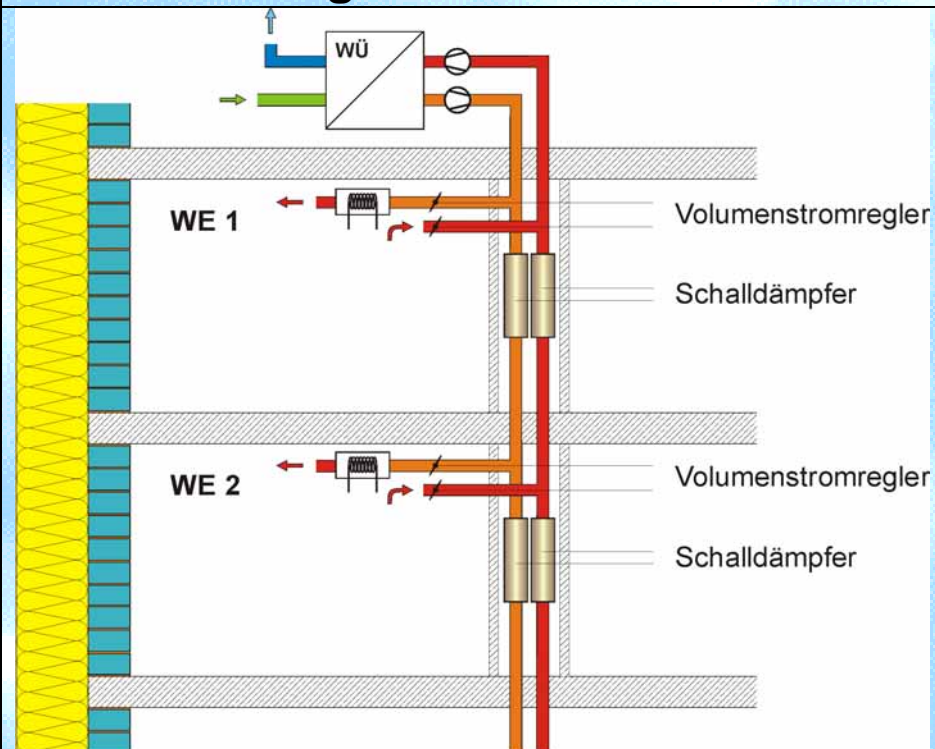 WÜ
WE 1
Volumenstromregler
Schalldämpfer
WE 2
Volumenstromregler
Schalldämpfer